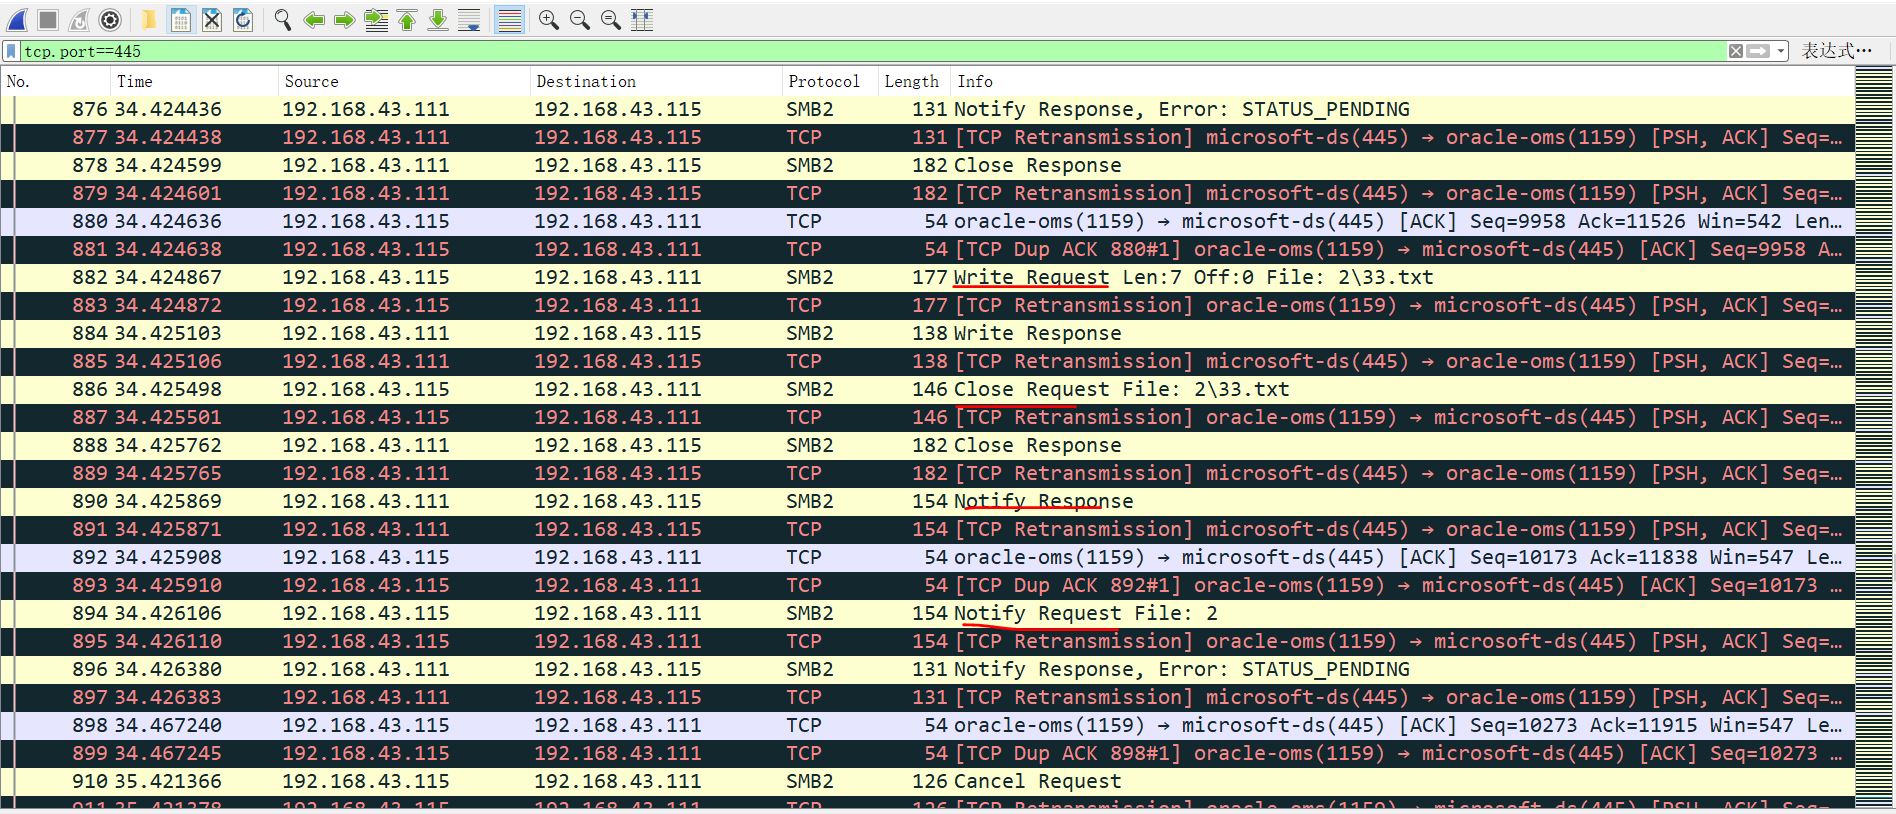 tcp.port==445 表达式…
No. Time Source Destination Protocol Length Info
876 34.424436 192.168.43.111 192.168.43.115 SMB2 131 Notify Response, Error: STATUS_PENDING
877 34.424438 192.168.43.111 192.168.43.115 TCP 131 [TCP Retransmission] microsoft-ds(445) → oracle-oms(1159) [PSH, ACK] Seq=…
878 34.424599 192.168.43.111 192.168.43.115 SMB2 182 Close Response
879 34.424601 192.168.43.111 192.168.43.115 TCP 182 [TCP Retransmission] microsoft-ds(445) → oracle-oms(1159) [PSH, ACK] Seq=…
880 34.424636 192.168.43.115 192.168.43.111 TCP 54 oracle-oms(1159) → microsoft-ds(445) [ACK] Seq=9958 Ack=11526 Win=542 Len…
881 34.424638 192.168.43.115 192.168.43.111 TCP 54 [TCP Dup ACK 880#1] oracle-oms(1159) → microsoft-ds(445) [ACK] Seq=9958 A…
882 34.424867 192.168.43.115 192.168.43.111 SMB2 177 Write Request Len:7 Off:0 File: 2\33.txt
883 34.424872 192.168.43.115 192.168.43.111 TCP 177 [TCP Retransmission] oracle-oms(1159) → microsoft-ds(445) [PSH, ACK] Seq=…
884 34.425103 192.168.43.111 192.168.43.115 SMB2 138 Write Response
885 34.425106 192.168.43.111 192.168.43.115 TCP 138 [TCP Retransmission] microsoft-ds(445) → oracle-oms(1159) [PSH, ACK] Seq=…
886 34.425498 192.168.43.115 192.168.43.111 SMB2 146 Close Request File: 2\33.txt
887 34.425501 192.168.43.115 192.168.43.111 TCP 146 [TCP Retransmission] oracle-oms(1159) → microsoft-ds(445) [PSH, ACK] Seq=…
888 34.425762 192.168.43.111 192.168.43.115 SMB2 182 Close Response
889 34.425765 192.168.43.111 192.168.43.115 TCP 182 [TCP Retransmission] microsoft-ds(445) → oracle-oms(1159) [PSH, ACK] Seq=…
890 34.425869 192.168.43.111 192.168.43.115 SMB2 154 Notify Response
891 34.425871 192.168.43.111 192.168.43.115 TCP 154 [TCP Retransmission] microsoft-ds(445) → oracle-oms(1159) [PSH, ACK] Seq=…
892 34.425908 192.168.43.115 192.168.43.111 TCP 54 oracle-oms(1159) → microsoft-ds(445) [ACK] Seq=10173 Ack=11838 Win=547 Le…
893 34.425910 192.168.43.115 192.168.43.111 TCP 54 [TCP Dup ACK 892#1] oracle-oms(1159) → microsoft-ds(445) [ACK] Seq=10173 …
894 34.426106 192.168.43.115 192.168.43.111 SMB2 154 Notify Request File: 2
895 34.426110 192.168.43.115 192.168.43.111 TCP 154 [TCP Retransmission] oracle-oms(1159) → microsoft-ds(445) [PSH, ACK] Seq=…
896 34.426380 192.168.43.111 192.168.43.115 SMB2 131 Notify Response, Error: STATUS_PENDING
897 34.426383 192.168.43.111 192.168.43.115 TCP 131 [TCP Retransmission] microsoft-ds(445) → oracle-oms(1159) [PSH, ACK] Seq=…
898 34.467240 192.168.43.115 192.168.43.111 TCP 54 oracle-oms(1159) → microsoft-ds(445) [ACK] Seq=10273 Ack=11915 Win=547 Le…
899 34.467245 192.168.43.115 192.168.43.111 TCP 54 [TCP Dup ACK 898#1] oracle-oms(1159) → microsoft-ds(445) [ACK] Seq=10273 …
910 35.421366 192.168.43.115 192.168.43.111 SMB2 126 Cancel Request
911 35.421378 192.168.43.115 192.168.43.111 TCP 126 [TCP Retransmission] oracle-oms(1159) → microsoft-ds(445) [PSH, ACK] Seq=…